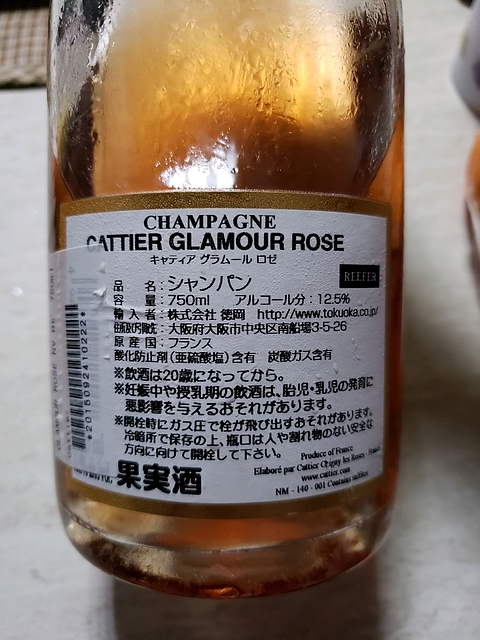 CHAMPAGNE
CATTIER GLAMOUR ROSE
キャティア グラムール ロゼ
品 名：シャンパン
REEFER
容 量：750ml アルコール分：12.5%
輸入者：株式会社 徳岡 http://www.tokuoka.co.jp/
大阪府大阪市中央区南船場3-5-26
原産国：フランス
酸化防止剤(亜硫酸塩)含有 炭酸ガス含有
※飲酒は20歳になってから。
※妊娠中や授乳期の飲酒は、胎児・乳児の発育に
悪影響を与えるおそれがあります。
※開栓時にガス圧で栓が飛び出すおそれがあります。
冷暗所で保存の上、瓶口は人や割れ物のない安全な
方向に向けて開栓して下さい。
果実酒
Produce of France
Elaboré par Cattier Chigny les Roses - France
www.cattier.com
NM - 140 - 001 Contains sulfites
*2015092410222*